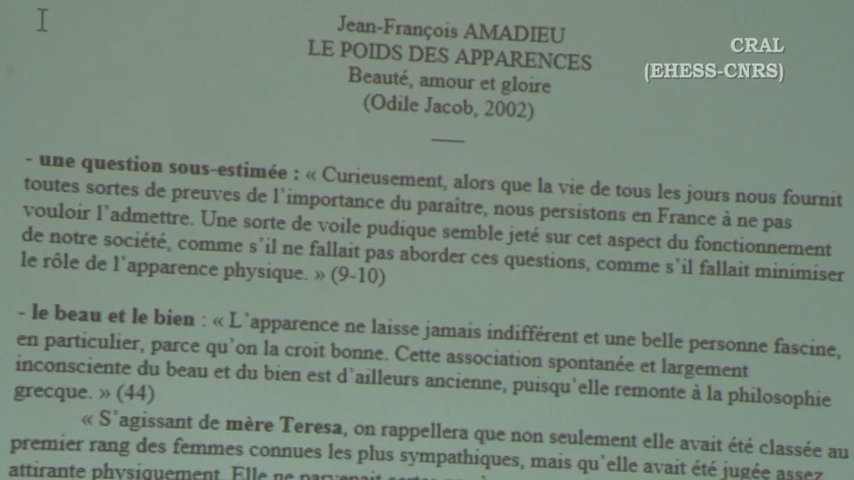 Jean-François AMADIEU
LE POIDS DES APPARENCES
Beauté, amour et gloire
(Odile Jacob, 2002)
CRAL
(EHESS-CNRS)
- une question sous-estimée : « Curieusement, alors que la vie de tous les jours nous fournit
toutes sortes de preuves de l'importance du paraître, nous persistons en France à ne pas
vouloir l'admettre. Une sorte de voile pudique semble jeté sur cet aspect du fonctionnement
de notre société, comme s'il ne fallait pas aborder ces questions, comme s'il fallait minimiser
le rôle de l'apparence physique. » (9-10)
- le beau et le bien : « L'apparence ne laisse jamais indifférent et une belle personne fascine,
en particulier, parce qu'on la croit bonne. Cette association spontanée et largement
inconsciente du beau et du bien est d'ailleurs ancienne, puisqu'elle remonte à la philosophie
grecque. » (44)
« S'agissant de mère Teresa, on rappellera que non seulement elle avait été classée au
premier rang des femmes connues les plus sympathiques, mais qu'elle avait été jugée assez
attirante physiquement. Elle ne